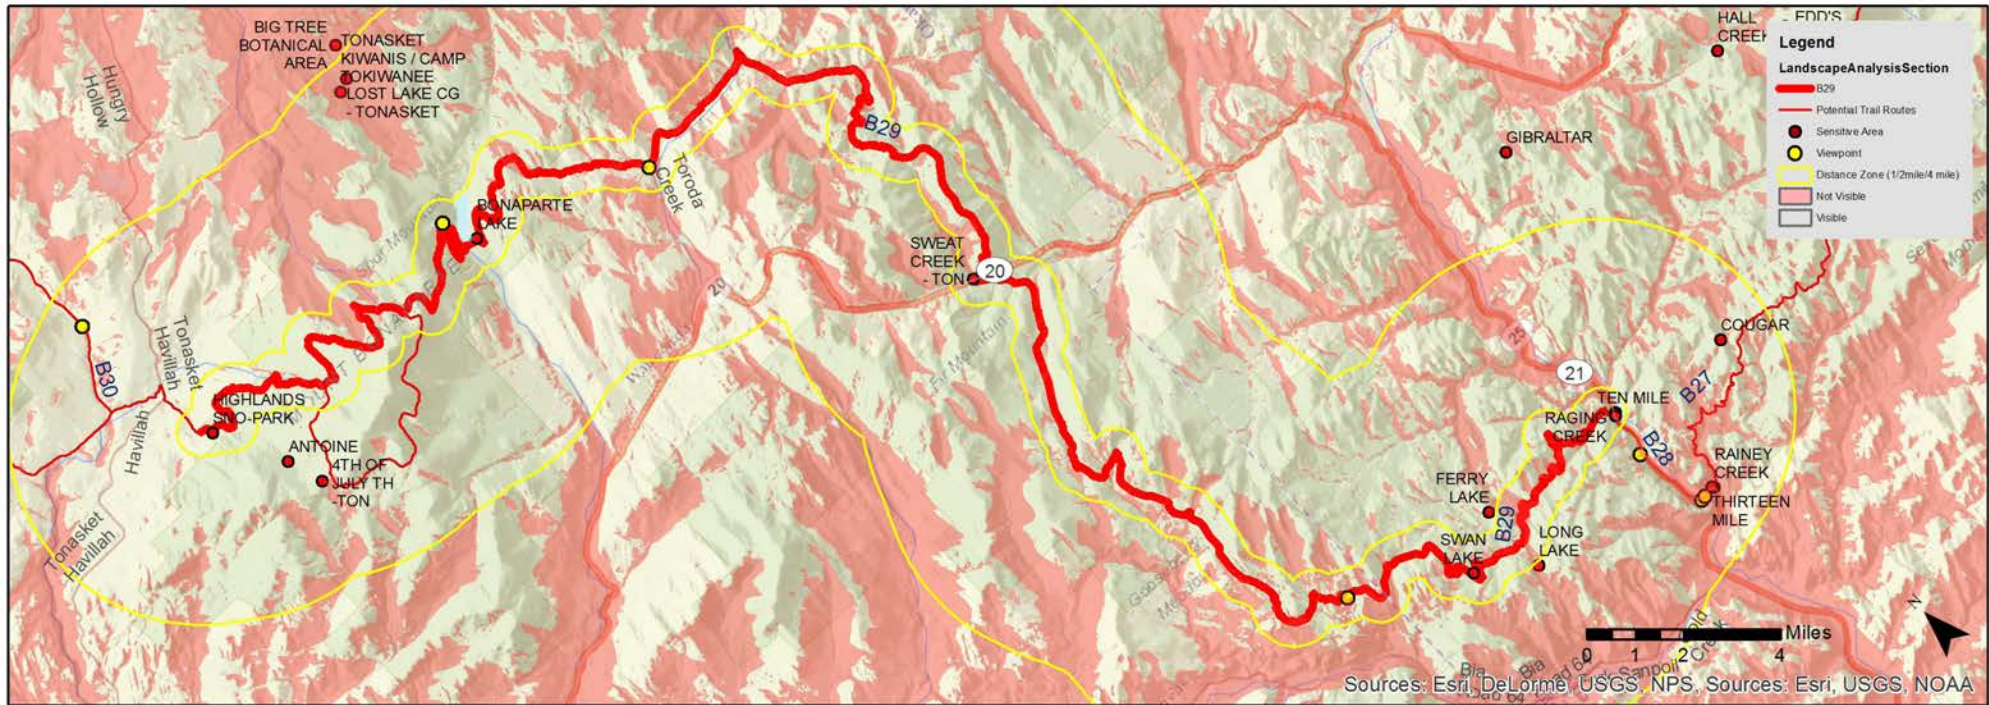 BIG TREE
BOTANICAL
AREA
TONASKET
KIWANIS / CAMP
TOKIWANEE
LOST LAKE CG
- TONASKET
Hungry
Hollow
HALL
CREEK
EDD'S
Legend
LandscapeAnalysisSection
B29
Potential Trail Routes
Sensitive Area
Viewpoint
Distance Zone (1/2mile/4 mile)
Not Visible
Visible
B29
GIBRALTAR
Toroda
Creek
BONAPARTE
LAKE
SWEAT
CREEK
- TON
20
20
Fir Mountain
Tonasket
Havillah
B30
Havillah
HIGHLANDS
SNO-PARK
ANTOINE
4TH OF
JULY TH
-TON
Tonasket
Havillah
25
21
COUGAR
B27
TEN MILE
RAGING
CREEK
B28
RAINEY
CREEK
THIRTEEN
MILE
FERRY
LAKE
B29
SWAN
LAKE
LONG
LAKE
N
Miles
0 1 2 4
Creek
Sanpoil
Sources: Esri, DeLorme, USGS, NPS, Sources: Esri, USGS, NOAA